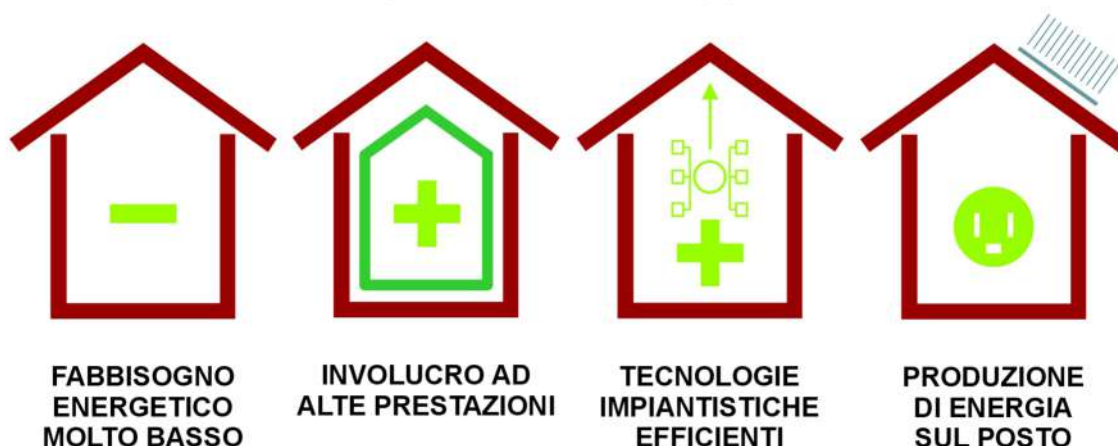 FABBISOGNO
ENERGETICO
MOLTO BASSO
INVOLUCRO AD
ALTE PRESTAZIONI
TECNOLOGIE
IMPIANTISTICHE
EFFICIENTI
PRODUZIONE
DI ENERGIA
SUL POSTO